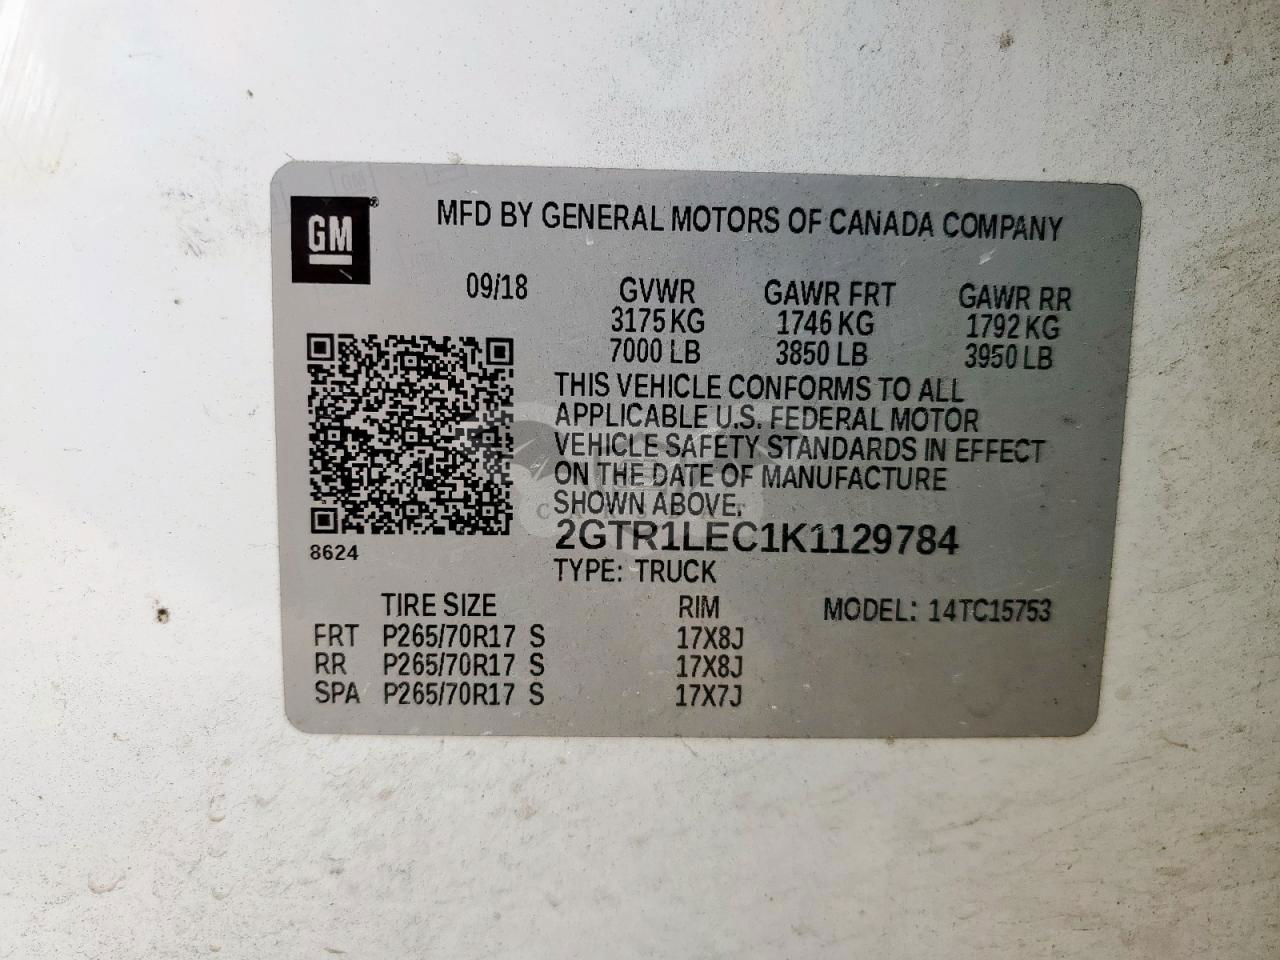 GM®
MFD BY GENERAL MOTORS OF CANADA COMPANY
09/18 GVWR GAWR FRT GAWR RR
3175 KG 1746 KG 1792 KG
7000 LB 3850 LB 3950 LB
THIS VEHICLE CONFORMS TO ALL
APPLICABLE U.S. FEDERAL MOTOR
VEHICLE SAFETY STANDARDS IN EFFECT
ON THE DATE OF MANUFACTURE
SHOWN ABOVE.
2GTR1LEC1K1129784
8624
TYPE: TRUCK
TIRE SIZE RIM MODEL: 14TC15753
FRT P265/70R17 S 17X8J
RR P265/70R17 S 17X8J
SPA P265/70R17 S 17X7J